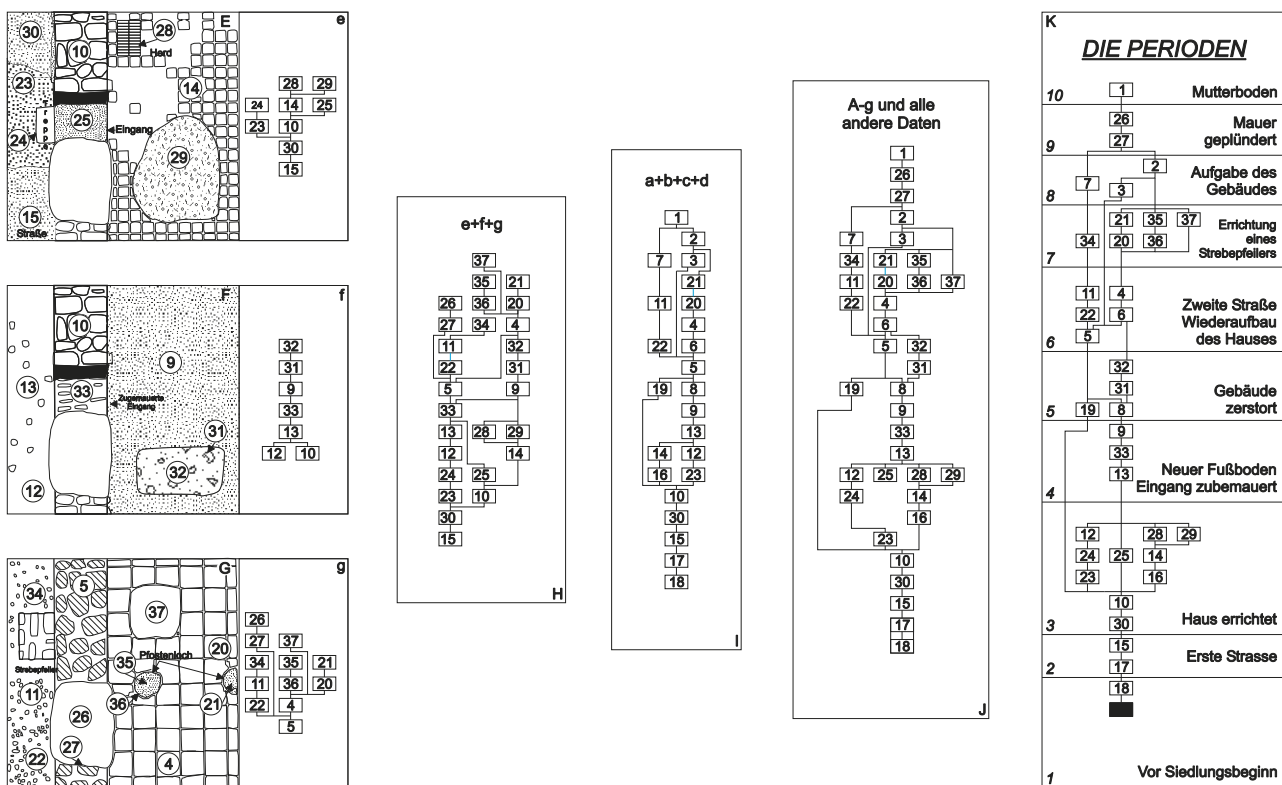 E
e
30
10
28
Herd
23
14
Treppe
25
Eingang
24
29
15
Straße
28 29
24 14 25
23 10
30
15
F
f
10
9
13
33
Zugemauerte
Eingang
31
32
12
32
31
9
33
13
12 10
G
g
34
5
37
Strebepfeiler
35
Pfostenloch
20
11
36
21
26
27
22
4
26
27 37
34 35 21
11 36 20
22 4
5
e+f+g
37
35 21
26 36 20
27 34 4
11 32
22 31
5 9
33
13 28 29
12 14
24 25
23 10
30
15
H
a+b+c+d
1
2
7 3
21
11 20
4
22 6
5
19 8
9
13
14 12
16 23
10
30
15
17
18
I
A-g und alle
andere Daten
1
26
27
2
7 3
34 21 35
11 20 36 37
22 4
6
5 32
31
19 8
9
33
13
12 25 28 29
24 14
16
23
10
30
15
17
18
J
K
DIE PERIODEN
10 1 Mutterboden
26 Mauer
27 geplündert
9
2 Aufgabe des
7 3 Gebäudes
8
21 35 37 Errichtung
34 20 36 eines
Strebepfeilers
7
11 4 Zweite Straße
22 6 Wiederaufbau
5 des Hauses
6
32
31 Gebäude
19 8 zerstort
5
9
33 Neuer Fußboden
13 Eingang zubemauert
4
12 28 29
24 25 14
23 16
10
30 Haus errichtet
3
15 Erste Strasse
17
2
18
1 Vor Siedlungsbeginn